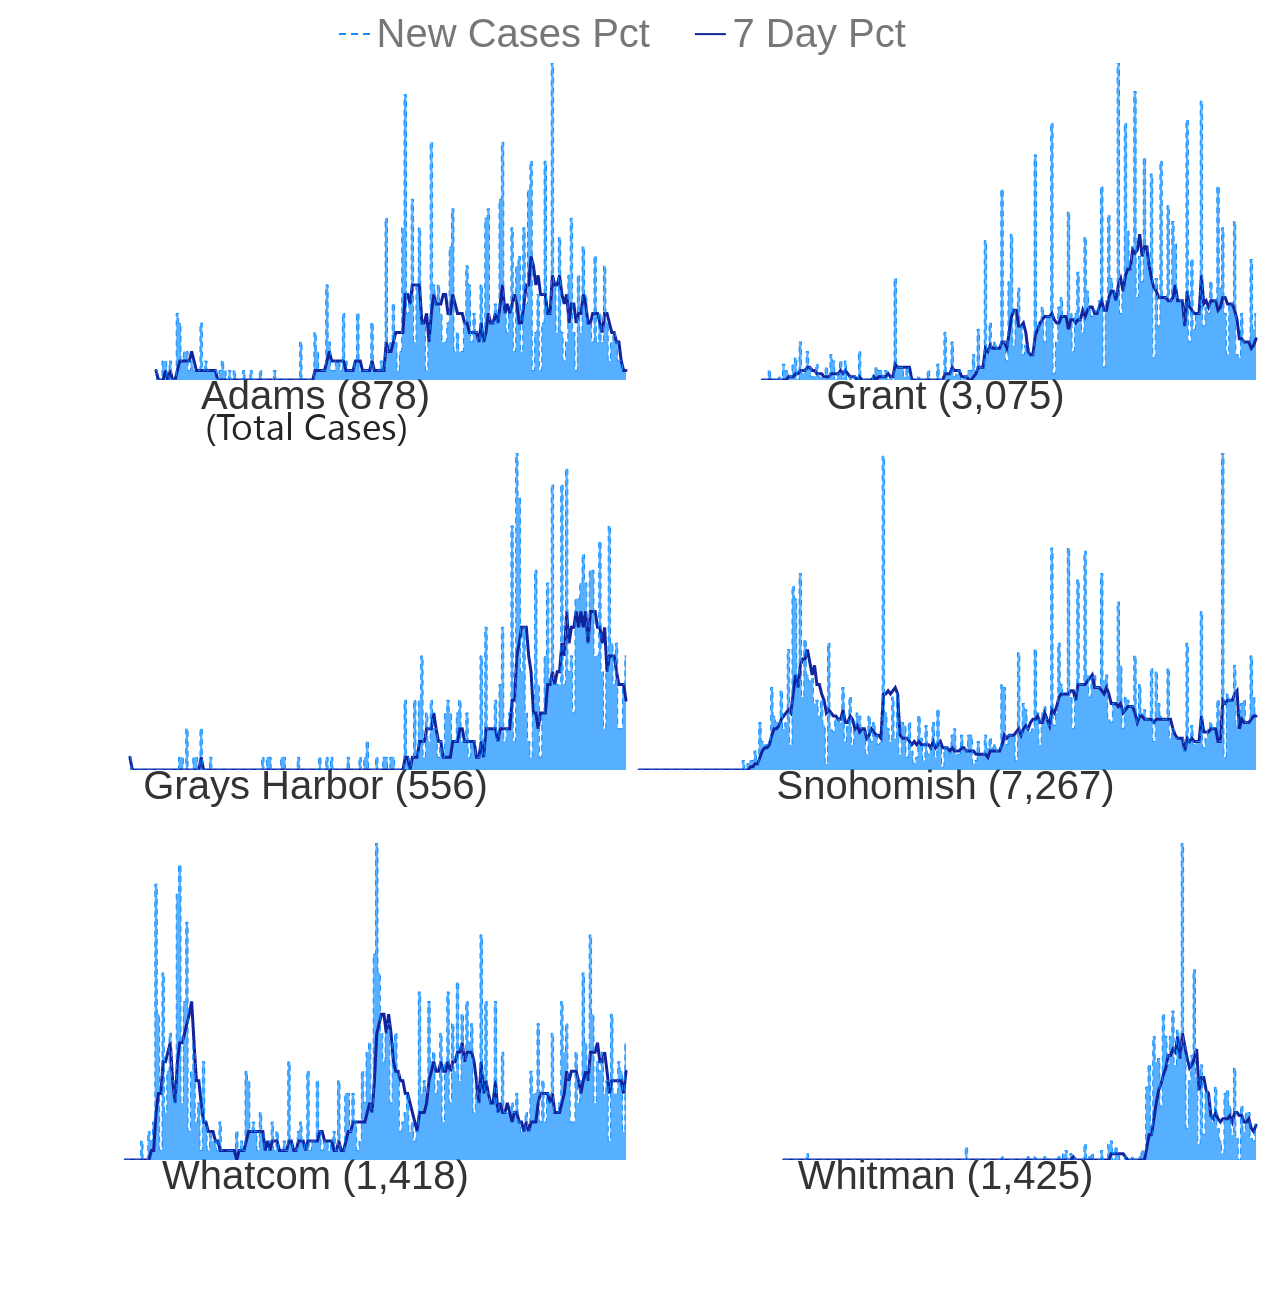 New Cases Pct 7 Day Pct
Adams (878) Grant (3,075)
(Total Cases)
Grays Harbor (556) Snohomish (7,267)
Whatcom (1,418) Whitman (1,425)